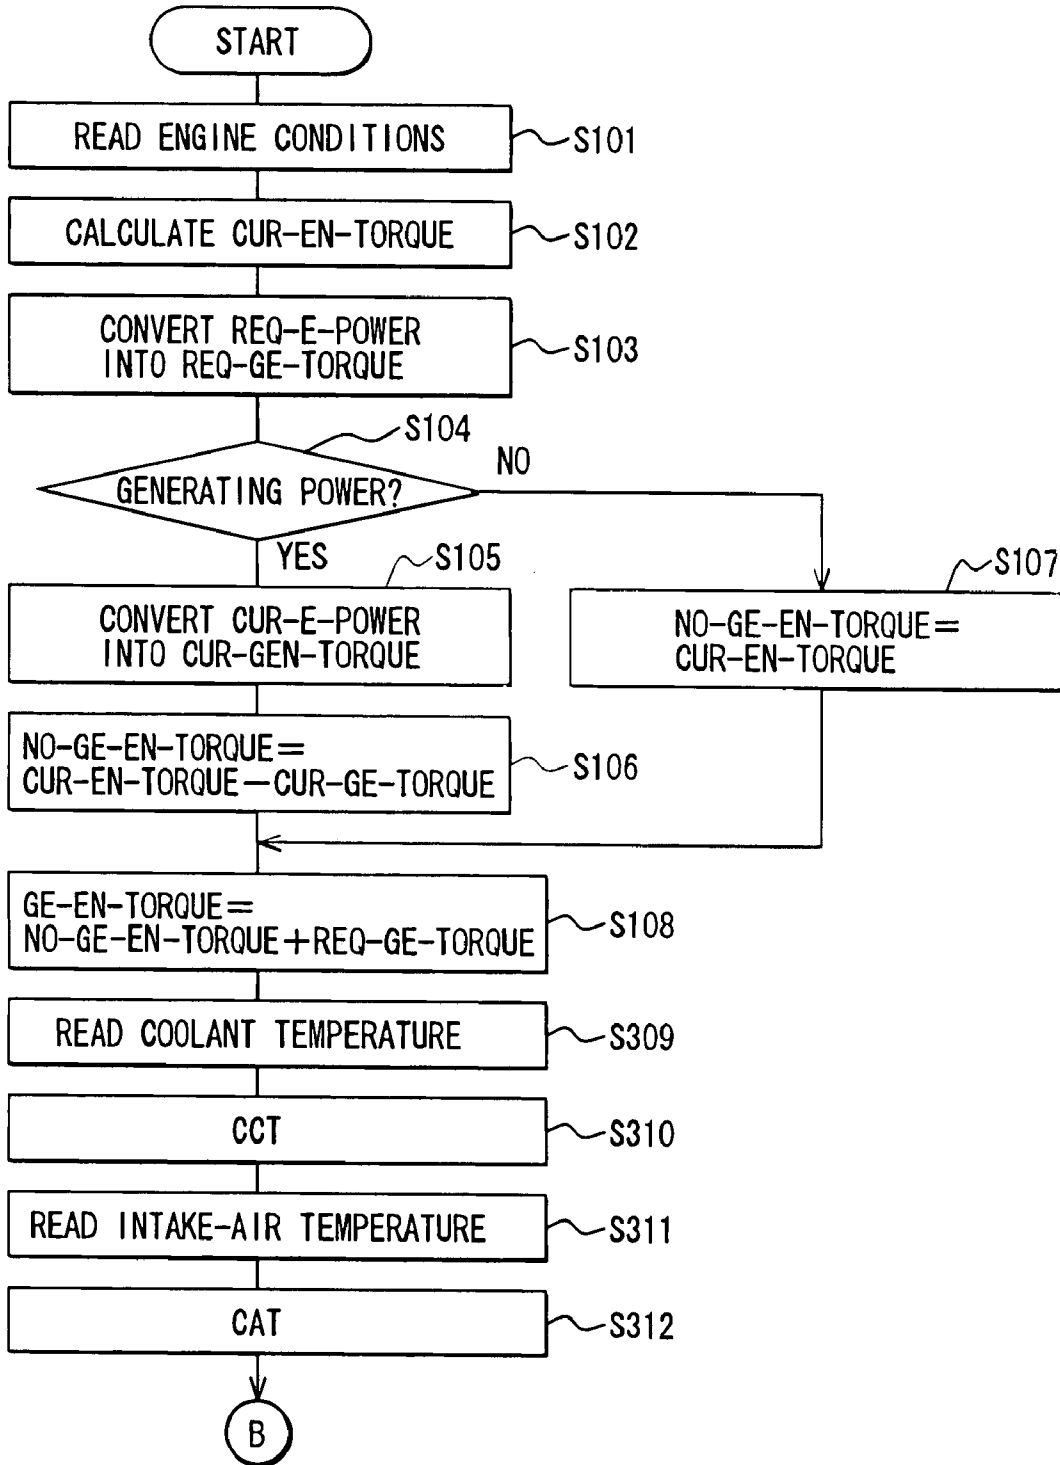 START
READ ENGINE CONDITIONS
S101
CALCULATE CUR-EN-TORQUE
S102
CONVERT REQ-E-POWER
INTO REQ-GE-TORQUE
S103
S104
GENERATING POWER?
NO
YES
S105
CONVERT CUR-E-POWER
INTO CUR-GEN-TORQUE
S107
NO-GE-EN-TORQUE=
CUR-EN-TORQUE
NO-GE-EN-TORQUE=
CUR-EN-TORQUE-CUR-GE-TORQUE
S106
GE-EN-TORQUE=
NO-GE-EN-TORQUE+REQ-GE-TORQUE
S108
READ COOLANT TEMPERATURE
S309
CCT
S310
READ INTAKE-AIR TEMPERATURE
S311
CAT
S312
B